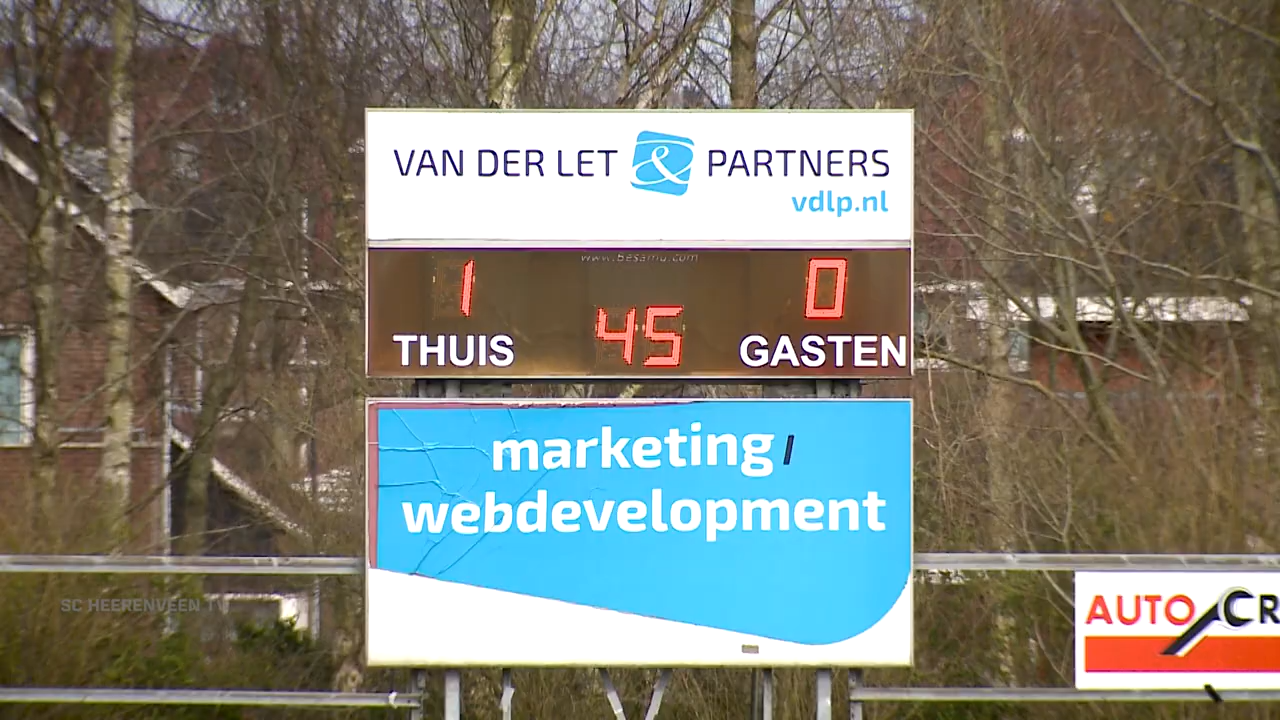 VAN DER LET & PARTNERS
vdlp.nl
www.besamu.com
1 0
45
THUIS GASTEN
marketing/
webdevelopment
SC HEERENVEEN TV
AUTO CR